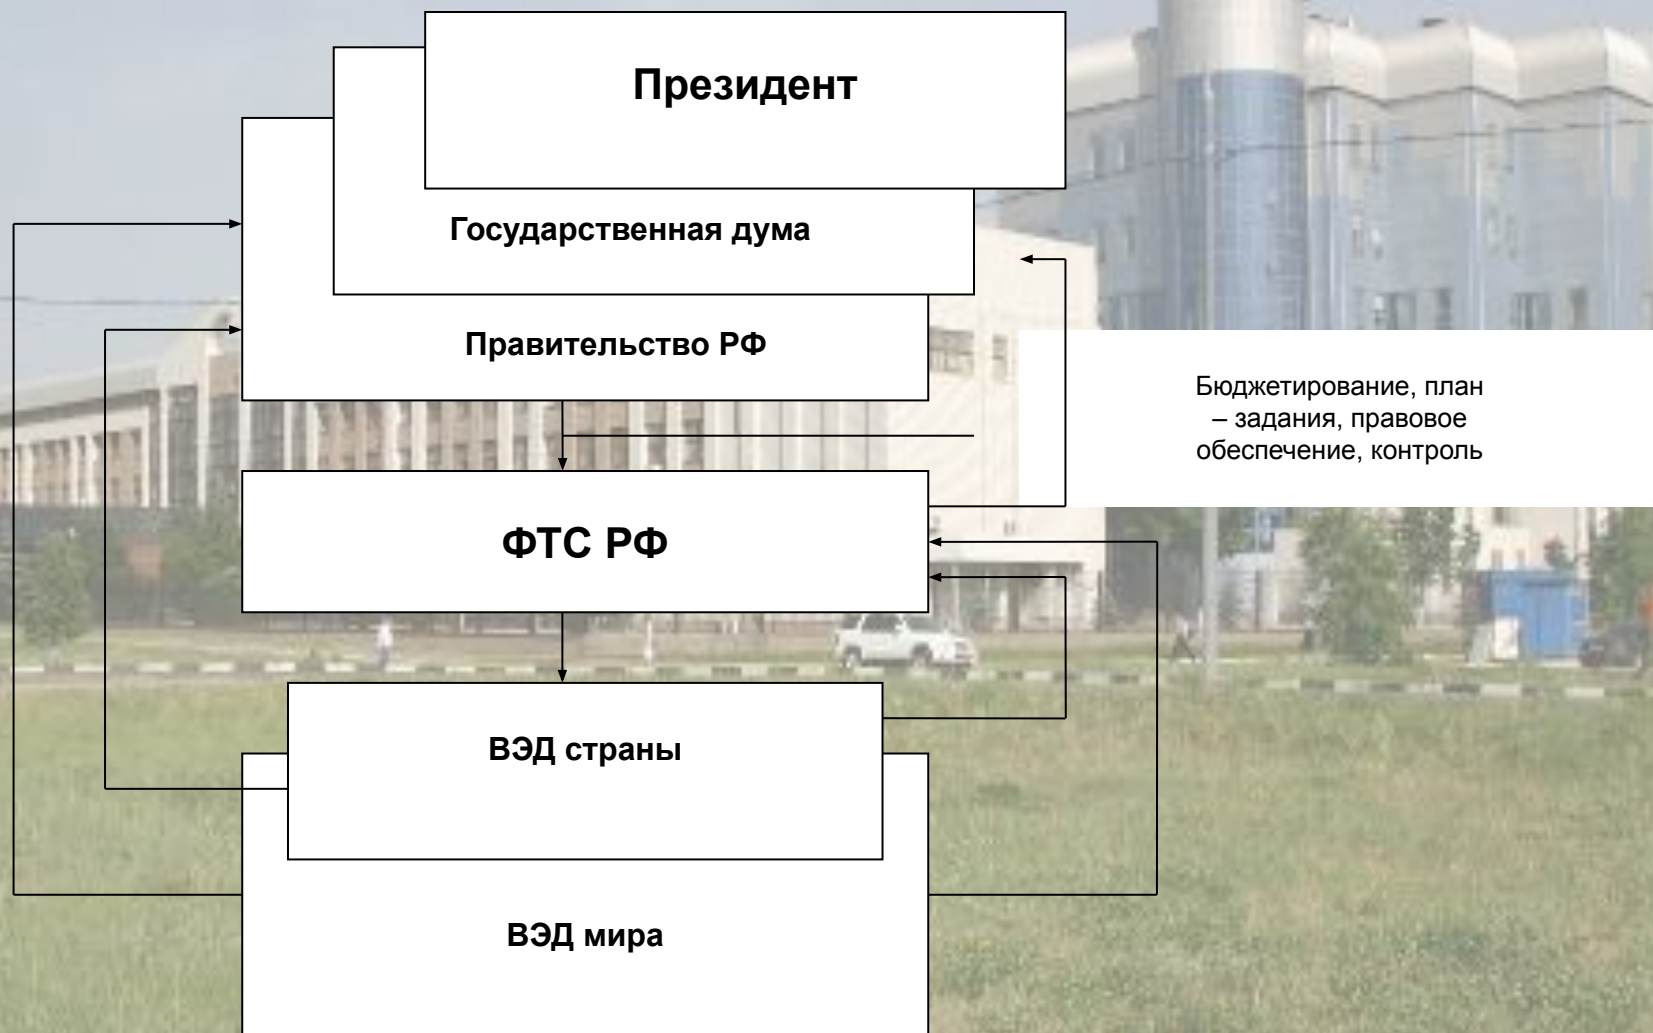 Президент
Государственная дума
Правительство РФ
Бюджетирование, план
– задания, правовое
обеспечение, контроль
ФТС РФ
ВЭД страны
ВЭД мира